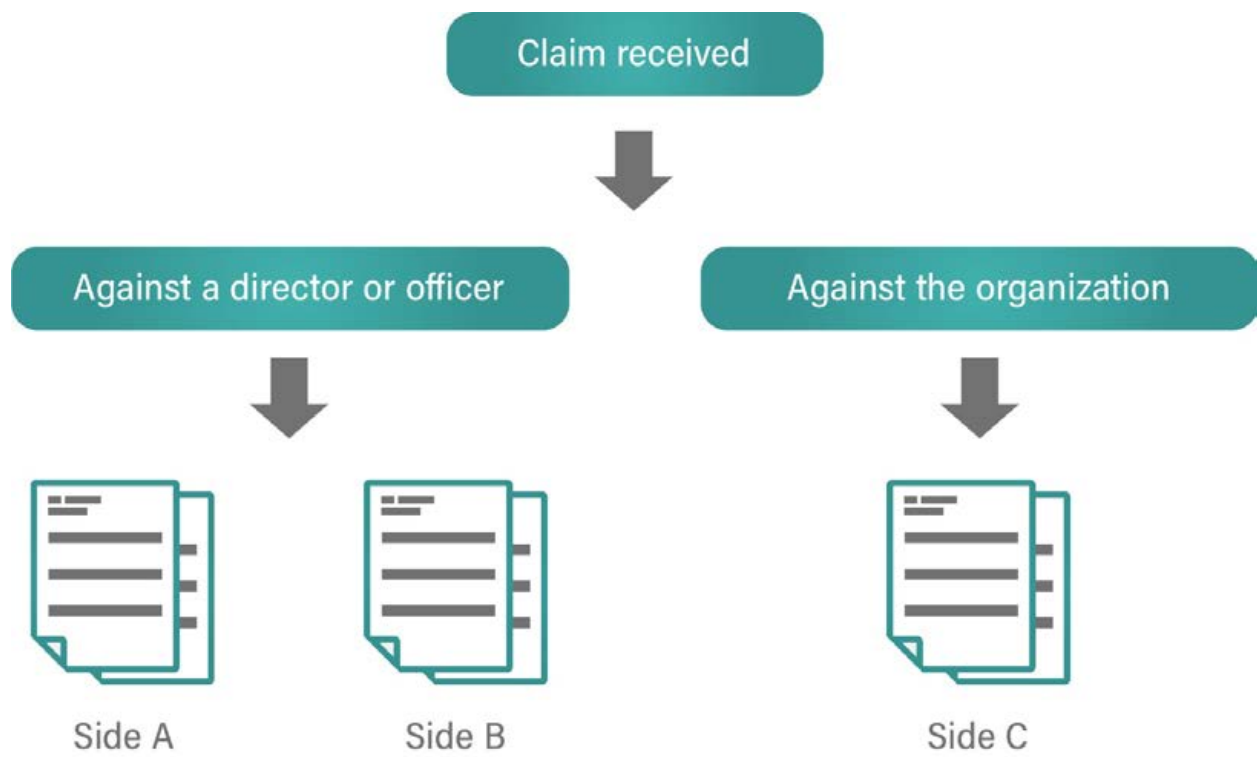 Claim received
Against a director or officer
Against the organization
Side A
Side B
Side C